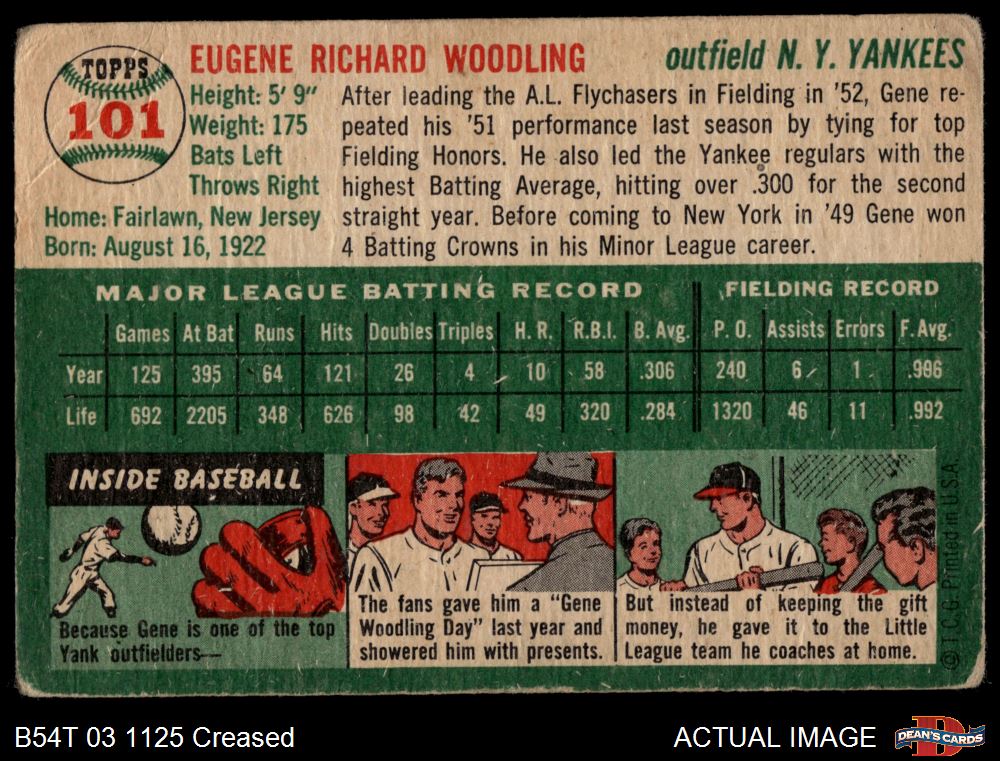 TOPPS
101
EUGENE RICHARD WOODLING
outfield N. Y. YANKEES
Height: 5' 9"
Weight: 175
Bats Left
Throws Right
Home: Fairlawn, New Jersey
Born: August 16, 1922
After leading the A.L. Flychasers in Fielding in '52, Gene re-
peated his '51 performance last season by tying for top
Fielding Honors. He also led the Yankee regulars with the
highest Batting Average, hitting over .300 for the second
straight year. Before coming to New York in '49 Gene won
4 Batting Crowns in his Minor League career.
MAJOR LEAGUE BATTING RECORD FIELDING RECORD
Games At Bat Runs Hits Doubles Triples H. R. R.B.I. B. Avg. P. O. Assists Errors F. Avg.
Year 125 395 64 121 26 4 10 58 .306 240 6 1 .996
Life 692 2205 348 626 98 42 49 320 .284 1320 46 11 .992
INSIDE BASEBALL
Because Gene is one of the top
Yank outfielders—
The fans gave him a "Gene
Woodling Day" last year and
showered him with presents.
But instead of keeping the gift
money, he gave it to the Little
League team he coaches at home.
© T. C. G. Printed in U.S.A.
B54T 03 1125 Creased
ACTUAL IMAGE
DEAN'S CARDS